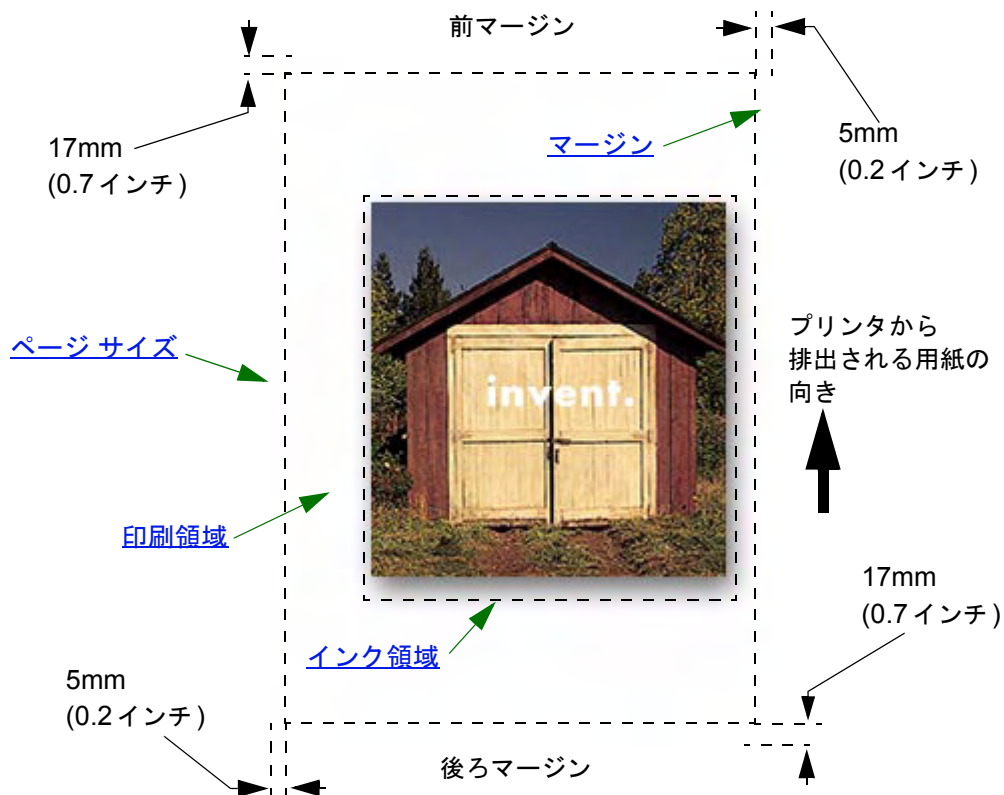 前マージン
17mm
(0.7 インチ )
マージン
5mm
(0.2 インチ )
ページ サイズ
invent.
プリンタから
排出される用紙の
向き
印刷領域
17mm
(0.7 インチ )
インク領域
5mm
(0.2 インチ )
後ろマージン